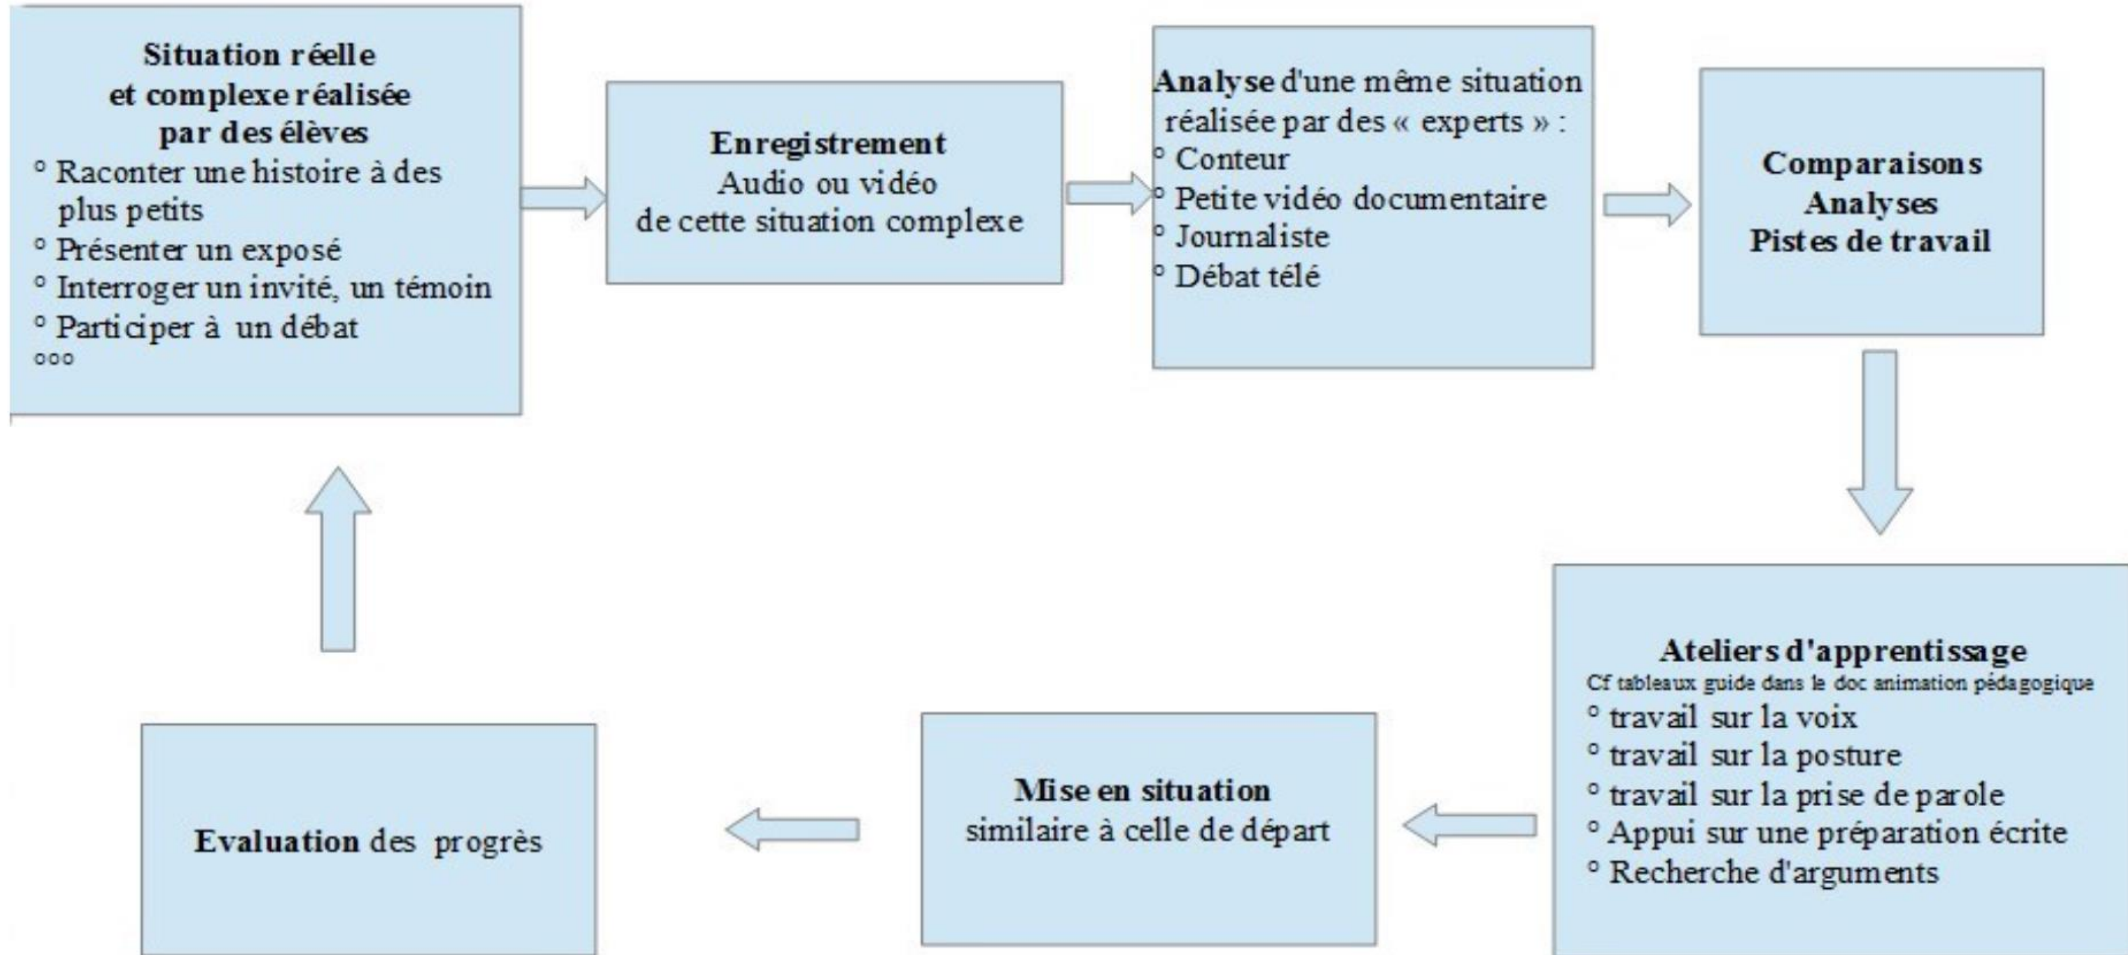 Situation réelle
et complexe réalisée
par des élèves
° Raconter une histoire à des
plus petits
° Présenter un exposé
° Interroger un invité, un témoin
° Participer à un débat
°°°
Enregistrement
Audio ou vidéo
de cette situation complexe
Analyse d'une même situation
réalisée par des « experts » :
° Conteur
° Petite vidéo documentaire
° Journaliste
° Débat télé
Comparaisons
Analyses
Pistes de travail
Ateliers d'apprentissage
Cf tableaux guide dans le doc animation pédagogique
° travail sur la voix
° travail sur la posture
° travail sur la prise de parole
° Appui sur une préparation écrite
° Recherche d'arguments
Mise en situation
similaire à celle de départ
Evaluation des progrès